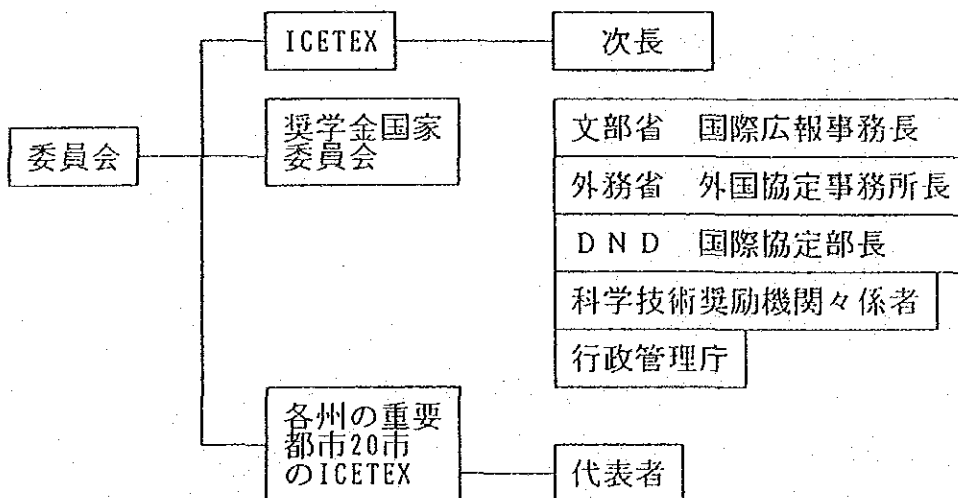 ICETEX
次長
委員会
奨学金国家
委員会
文部省　国際広報事務長
外務省　外国協定事務所長
ＤＮＤ　国際協定部長
科学技術奨励機関々係者
行政管理庁
各州の重要
都市20市
のICETEX
代表者